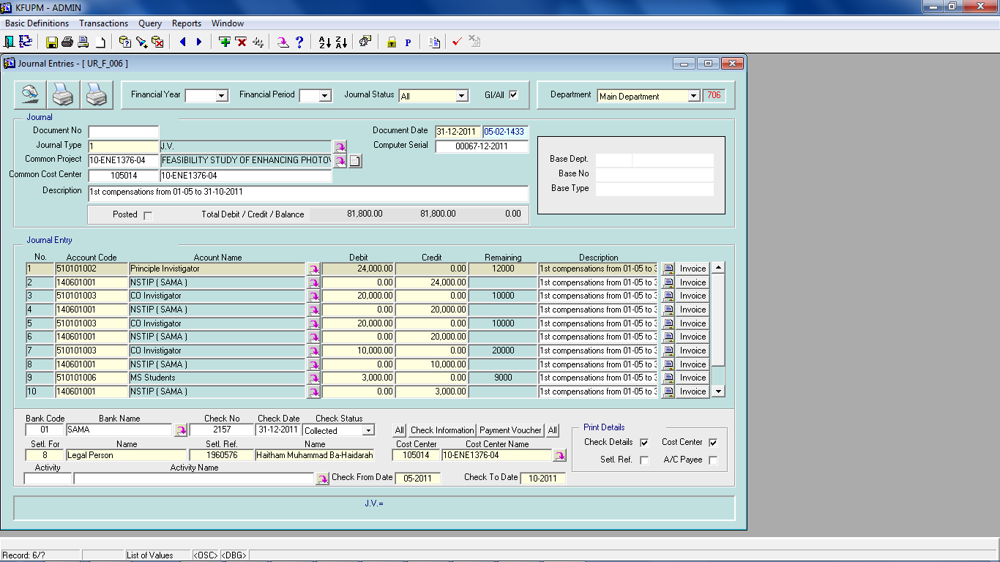 KFUPM - ADMIN
Basic Definitions Transactions Query Reports Window
Journal Entries - [ UR_F_006 ]
Financial Year Financial Period Journal Status All GI/All Department Main Department 706
Journal
Document No Document Date 31-12-2011 05-02-1433
Journal Type 1 J.V. Computer Serial 00067-12-2011
Common Project 10-ENE1376-04 FEASIBILITY STUDY OF ENHANCING PHOTOV Base Dept.
Common Cost Center 105014 10-ENE1376-04 Base No
Description 1st compensations from 01-05 to 31-10-2011 Base Type
Posted Total Debit / Credit / Balance 81,800.00 81,800.00 0.00
Journal Entry
No. Account Code Acount Name Debit Credit Remaining Description
1 510101002 Principle Invistigator 24,000.00 0.00 12000 1st compensations from 01-05 to 3 Invoice
2 140601001 NSTIP ( SAMA ) 0.00 24,000.00 1st compensations from 01-05 to 3 Invoice
3 510101003 CO Invistigator 20,000.00 0.00 10000 1st compensations from 01-05 to 3 Invoice
4 140601001 NSTIP ( SAMA ) 0.00 20,000.00 1st compensations from 01-05 to 3 Invoice
5 510101003 CO Invistigator 20,000.00 0.00 10000 1st compensations from 01-05 to 3 Invoice
6 140601001 NSTIP ( SAMA ) 0.00 20,000.00 1st compensations from 01-05 to 3 Invoice
7 510101003 CO Invistigator 10,000.00 0.00 20000 1st compensations from 01-05 to 3 Invoice
8 140601001 NSTIP ( SAMA ) 0.00 10,000.00 1st compensations from 01-05 to 3 Invoice
9 510101006 MS Students 3,000.00 0.00 9000 1st compensations from 01-05 to 3 Invoice
10 140601001 NSTIP ( SAMA ) 0.00 3,000.00 1st compensations from 01-05 to 3 Invoice
Bank Code Bank Name Check No Check Date Check Status
01 SAMA 2157 31-12-2011 Collected All Check Information Payment Voucher All Print Details
Setl. For Name Setl. Ref. Name Cost Center Cost Center Name Check Details Cost Center
8 Legal Person 1960576 Haitham Muhammad Ba-Haidarah 105014 10-ENE1376-04 Setl. Ref. A/C Payee
Activity Activity Name
Check From Date 05-2011 Check To Date 10-2011
J.V.=
Record: 6/? List of Values <OSC> <DBG>